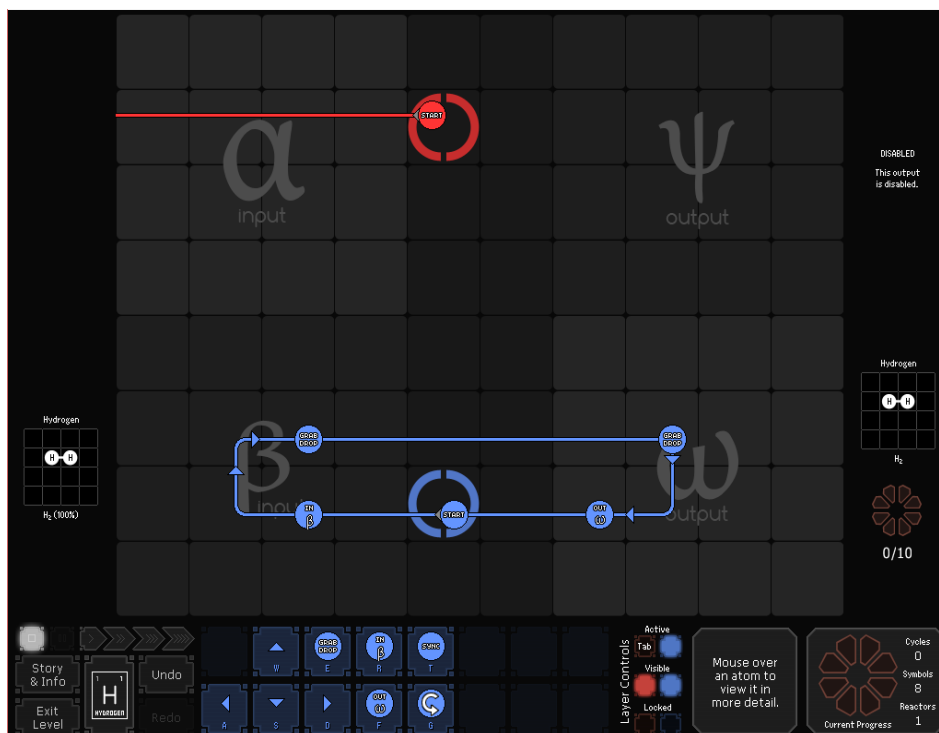 START
α
input
ψ
output
DISABLED
This output
is disabled.
Hydrogen
H H
H₂ (100%)
GRAB
DROP
GRAB
DROP
β
input
IN
β
START
OUT
ω
ω
output
Hydrogen
H H
H₂
0/10
W
GRAB
DROP
E
IN
β
R
SYNC
T
A
S
D
OUT
ω
F
G
Story
& Info
Exit
Level
1 1
H
HYDROGEN
Undo
Redo
Layer Controls
Active
Tab
Visible
Locked
Mouse over
an atom to
view it in
more detail.
Cycles
0
Symbols
8
Reactors
1
Current Progress